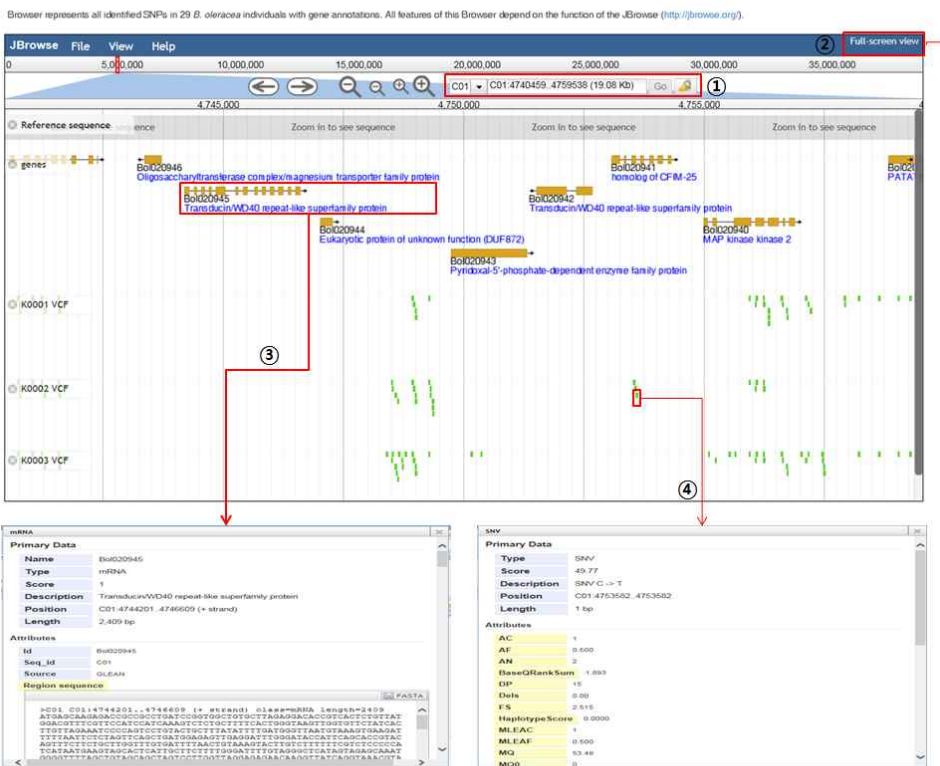 Browser represents all identified SNPs in 29 B. oleracea individuals with gene annotations. All features of this Browser depend on the function of the JBrowse (http://jbrowse.org/).
JBrowse File View Help ② Full-screen view
0 5,000,000 10,000,000 15,000,000 20,000,000 25,000,000 30,000,000 35,000,000
C01 C01:4740459..4759538 (19.08 Kb) Go ①
4,745,000 4,750,000 4,755,000 4
Reference sequence ence Zoom in to see sequence Zoom in to see sequence Zoom in to see sequence
genes
Bol020946
Oligosaccharyltransferase complex/magnesium transporter family protein
Bol020941
homolog of CFIM-25
Bol020
PATA
Bol020945
Transducin/WD40 repeat-like superfamily protein
Bol020942
Transducin/WD40 repeat-like superfamily protein
Bol020944
Eukaryotic protein of unknown function (DUF872)
Bol020940
MAP kinase kinase 2
Bol020943
Pyridoxal-5'-phosphate-dependent enzyme family protein
K0001 VCF
③
K0002 VCF
K0003 VCF
④
mRNA
Primary Data
Name Bol020945
Type mRNA
Score 1
Description Transducin/WD40 repeat-like superfamily protein
Position C01:4744201..4746609 (+ strand)
Length 2,409 bp
Attributes
Id Bol020945
Seq_id C01
Source GLEAN
Region sequence
FASTA
>C01 C01:4744201..4746609 (+ strand) class=mRNA length=2409
SNV
Primary Data
Type SNV
Score 49.77
Description SNV C -> T
Position C01:4753582..4753582
Length 1 bp
Attributes
AC 1
AF 0.500
AN 2
BaseQRankSum -1.893
DP 15
Dels 0.00
FS 2.515
HaplotypeScore 0.0000
MLEAC 1
MLEAF 0.500
MQ 53.48
MQ0 0